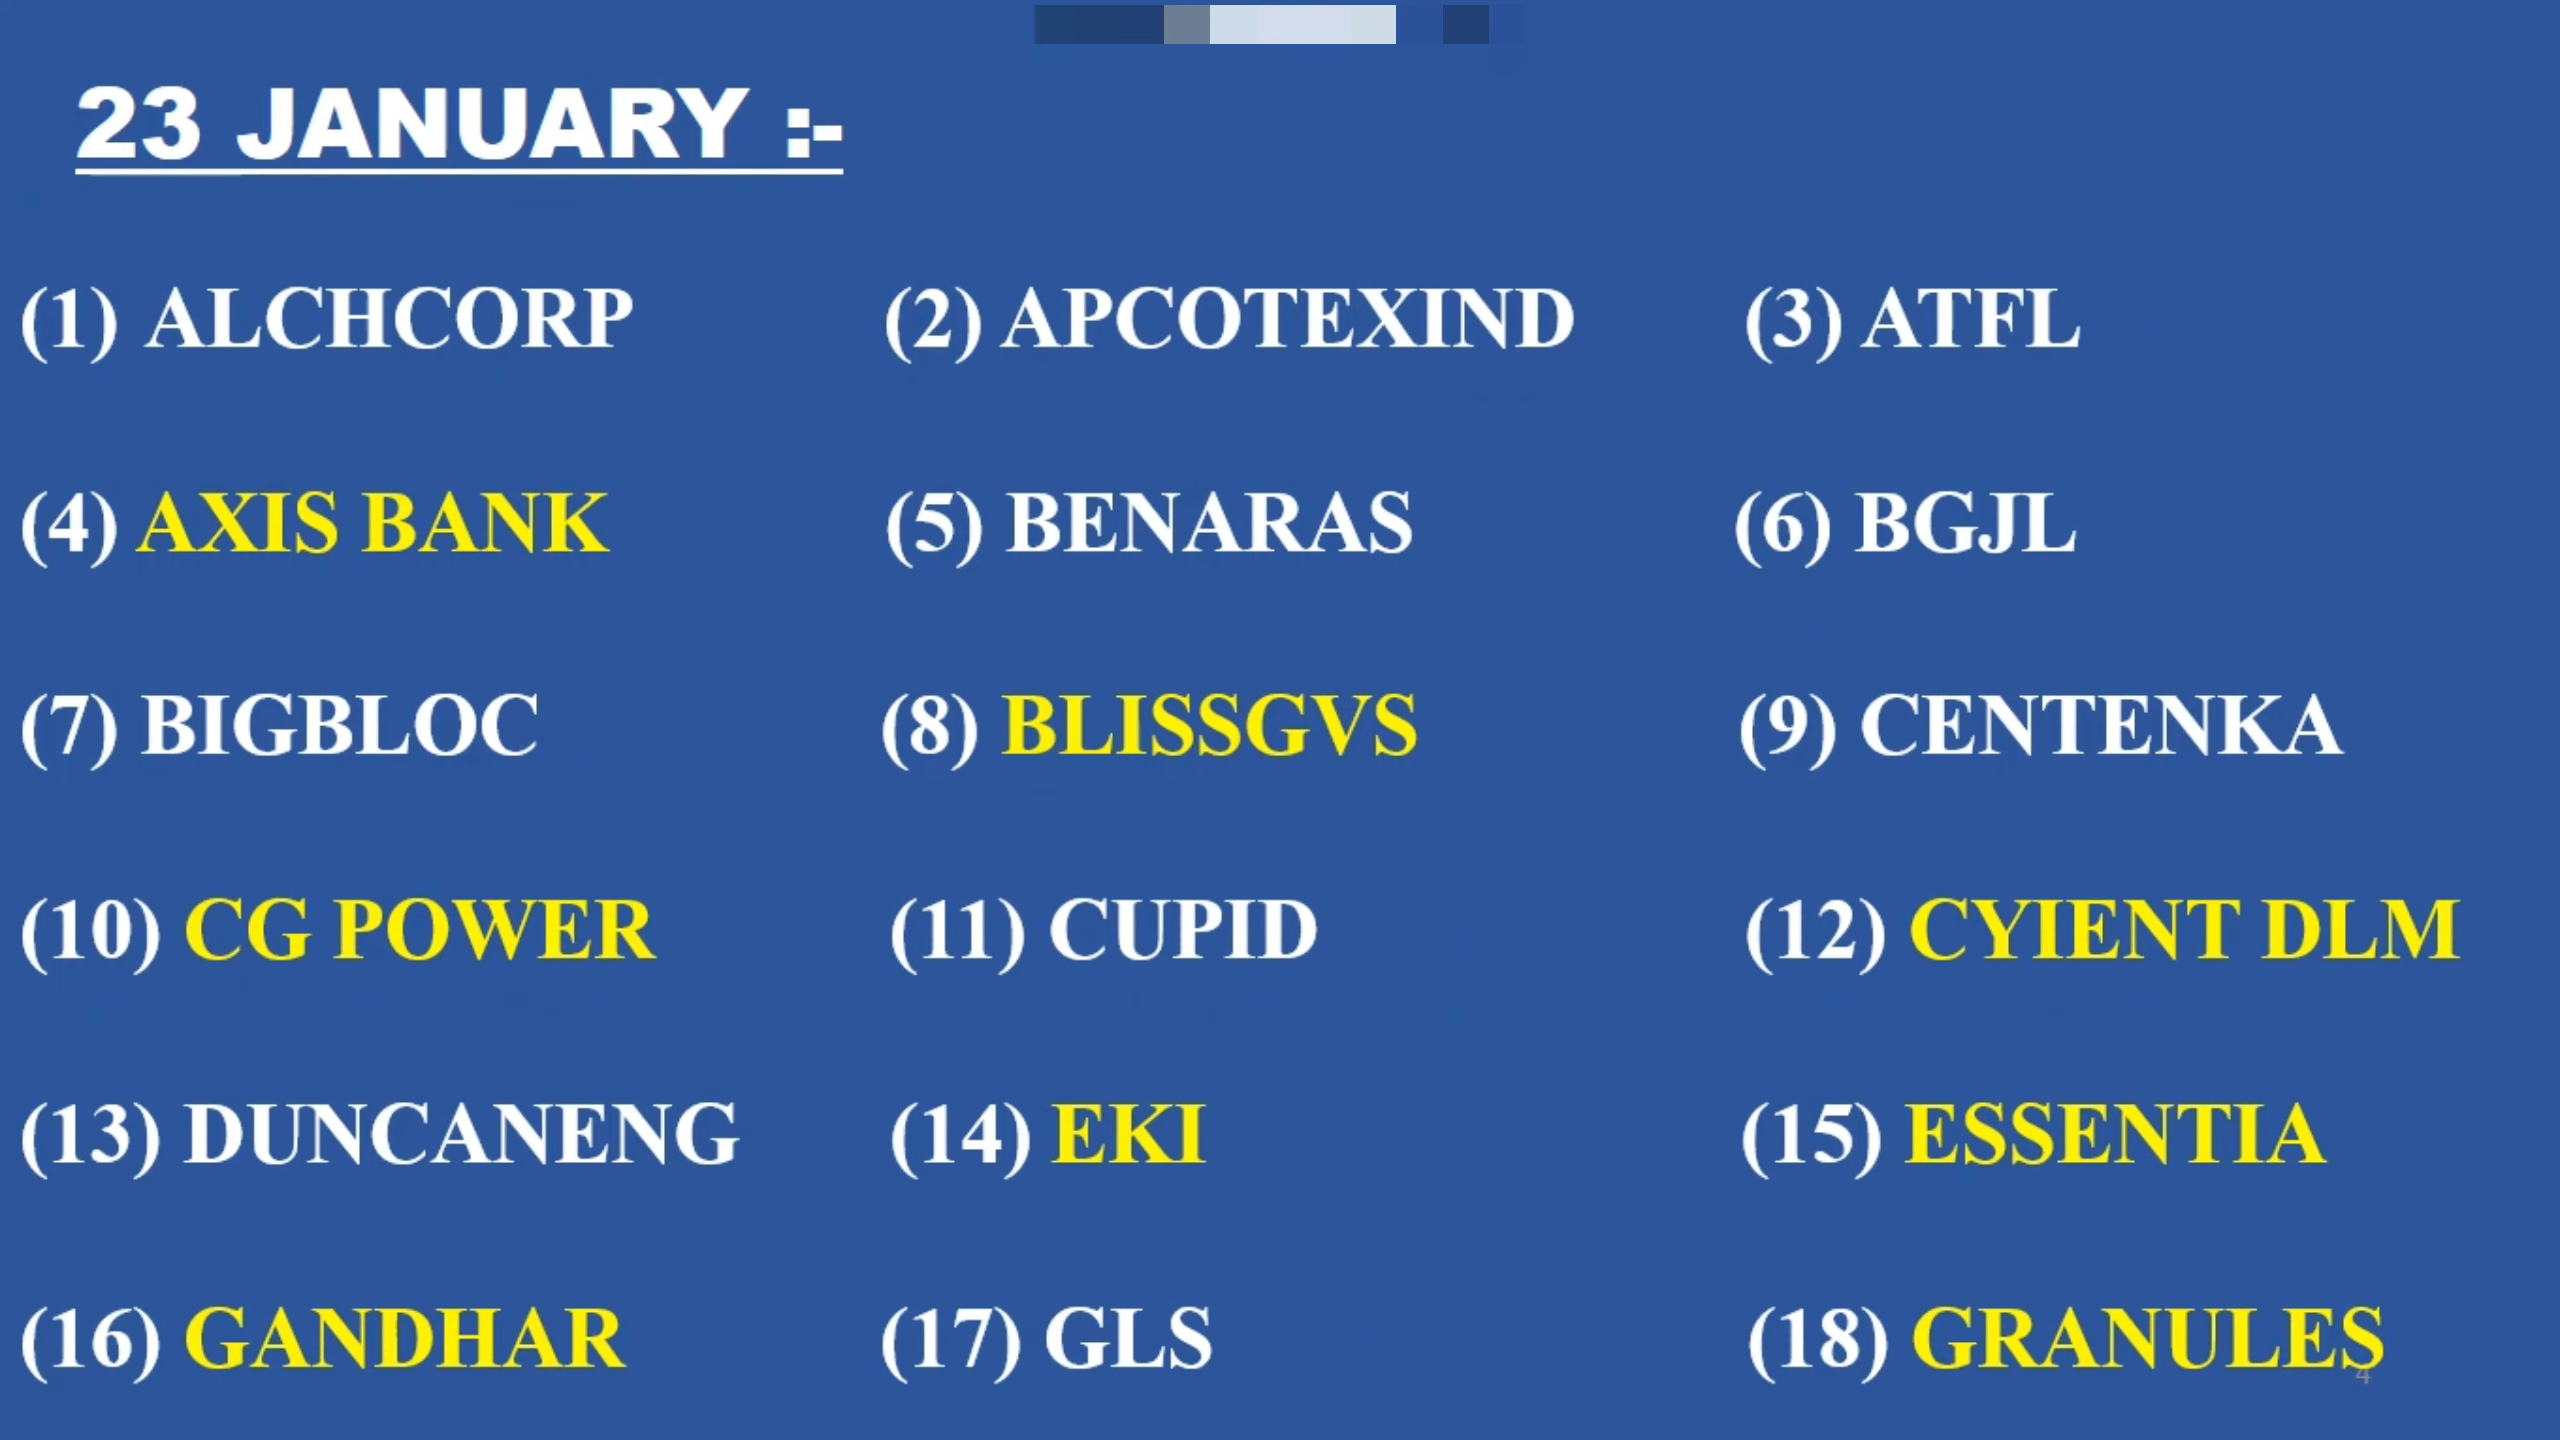 23 JANUARY :-
(1) ALCHCORP (2) APCOTEXIND (3) ATFL
(4) AXIS BANK (5) BENARAS (6) BGJL
(7) BIGBLOC (8) BLISSGVS (9) CENTENKA
(10) CG POWER (11) CUPID (12) CYIENT DLM
(13) DUNCANENG (14) EKI (15) ESSENTIA
(16) GANDHAR (17) GLS (18) GRANULES
4